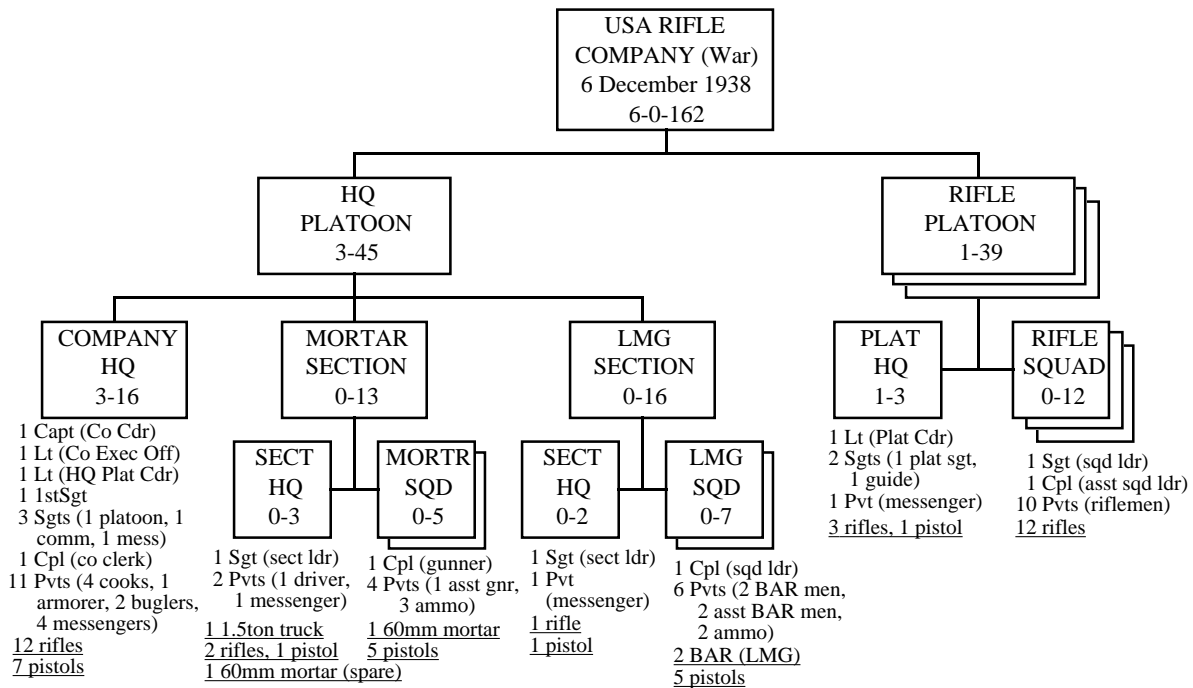 USA RIFLE
COMPANY (War)
6 December 1938
6-0-162
HQ
PLATOON
3-45
RIFLE
PLATOON
1-39
COMPANY
HQ
3-16
1 Capt (Co Cdr)
1 Lt (Co Exec Off)
1 Lt (HQ Plat Cdr)
1 1stSgt
3 Sgts (1 platoon, 1
comm, 1 mess)
1 Cpl (co clerk)
11 Pvts (4 cooks, 1
armorer, 2 buglers,
4 messengers)
12 rifles
7 pistols
MORTAR
SECTION
0-13
SECT
HQ
0-3
1 Sgt (sect ldr)
2 Pvts (1 driver,
1 messenger)
1 1.5ton truck
2 rifles, 1 pistol
1 60mm mortar (spare)
MORTR
SQD
0-5
1 Cpl (gunner)
4 Pvts (1 asst gnr,
3 ammo)
1 60mm mortar
5 pistols
LMG
SECTION
0-16
SECT
HQ
0-2
1 Sgt (sect ldr)
1 Pvt
(messenger)
1 rifle
1 pistol
LMG
SQD
0-7
1 Cpl (sqd ldr)
6 Pvts (2 BAR men,
2 asst BAR men,
2 ammo)
2 BAR (LMG)
5 pistols
PLAT
HQ
1-3
1 Lt (Plat Cdr)
2 Sgts (1 plat sgt,
1 guide)
1 Pvt (messenger)
3 rifles, 1 pistol
RIFLE
SQUAD
0-12
1 Sgt (sqd ldr)
1 Cpl (asst sqd ldr)
10 Pvts (riflemen)
12 rifles